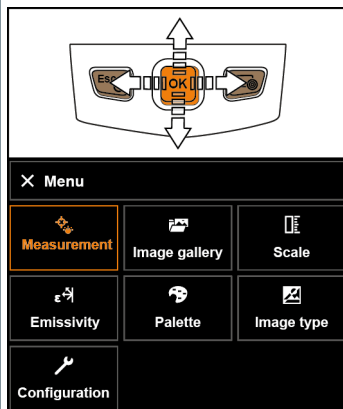 Esc
OK
Menu
Measurement
Image gallery
Scale
Emissivity
Palette
Image type
Configuration